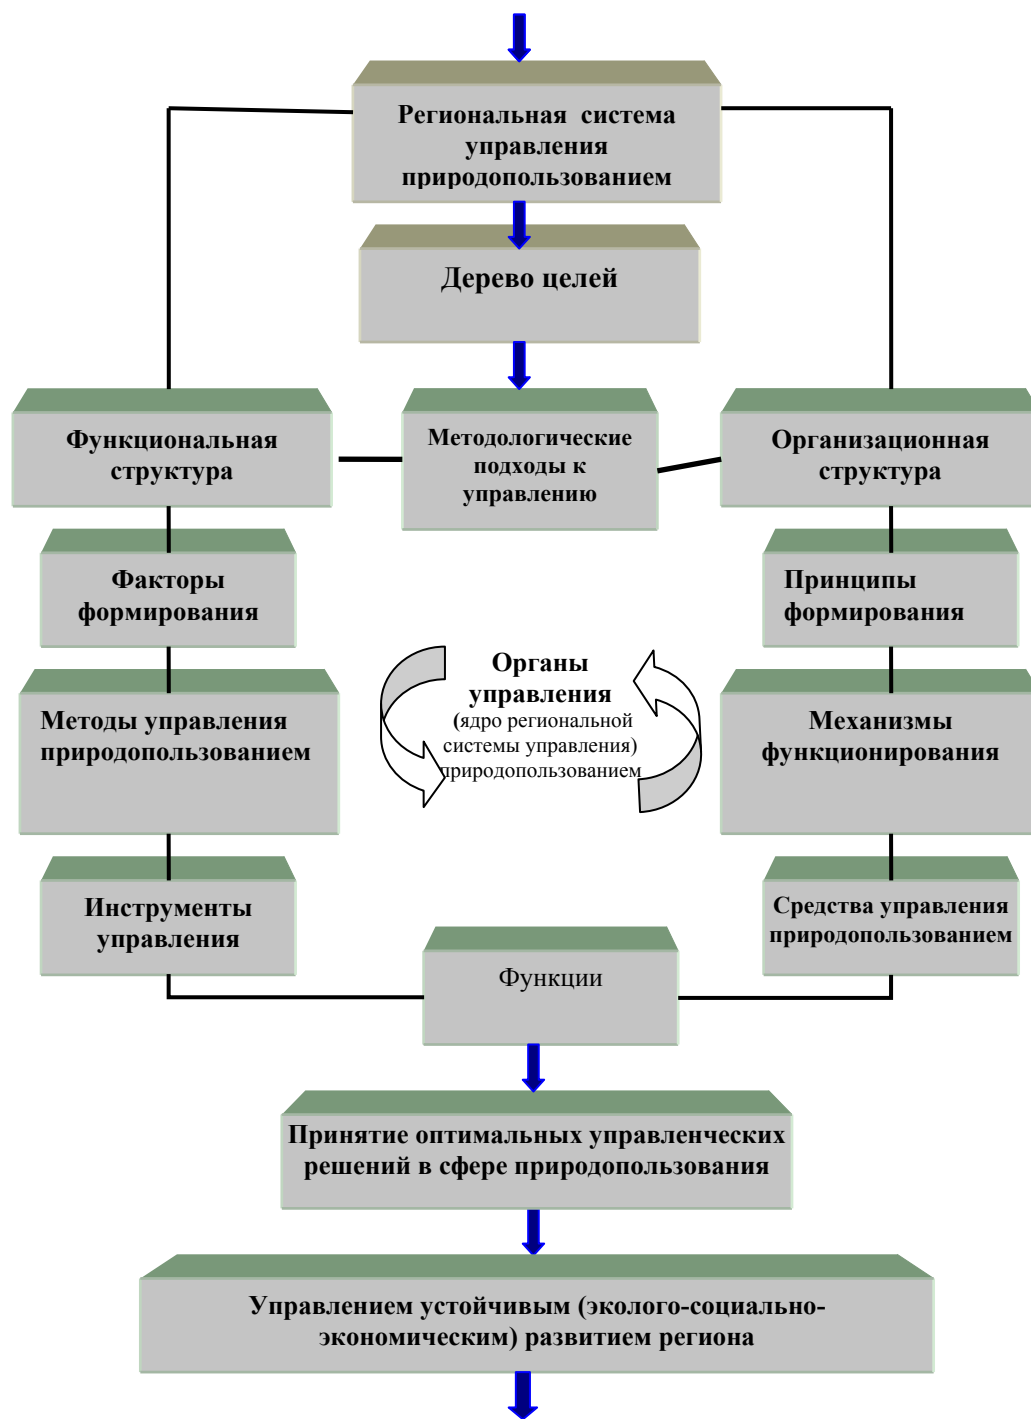 Региональная система
управления
природопользованием
Дерево целей
Функциональная
структура
Методологические
подходы к
управлению
Организационная
структура
Факторы
формирования
Принципы
формирования
Методы управления
природопользованием
Органы
управления
(ядро региональной
системы управления)
природопользованием
Механизмы
функционирования
Инструменты
управления
Средства управления
природопользованием
Функции
Принятие оптимальных управленческих
решений в сфере природопользования
Управлением устойчивым (эколого-социально-
экономическим) развитием региона